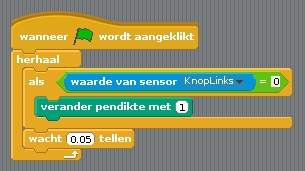 wanneer wordt aangeklikt
herhaal
als waarde van sensor KnopLinks = 0
verander pendikte met 1
wacht 0.05 tellen